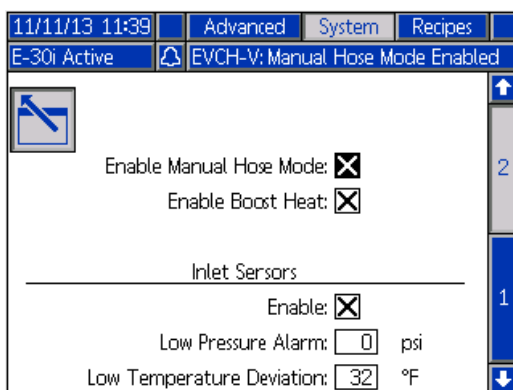 11/11/13 11:39 Advanced System Recipes
E-30i Active EVCH-V: Manual Hose Mode Enabled
Enable Manual Hose Mode:
2
Enable Boost Heat:
Inlet Sensors
Enable:
1
Low Pressure Alarm: 0 psi
Low Temperature Deviation: 32 °F